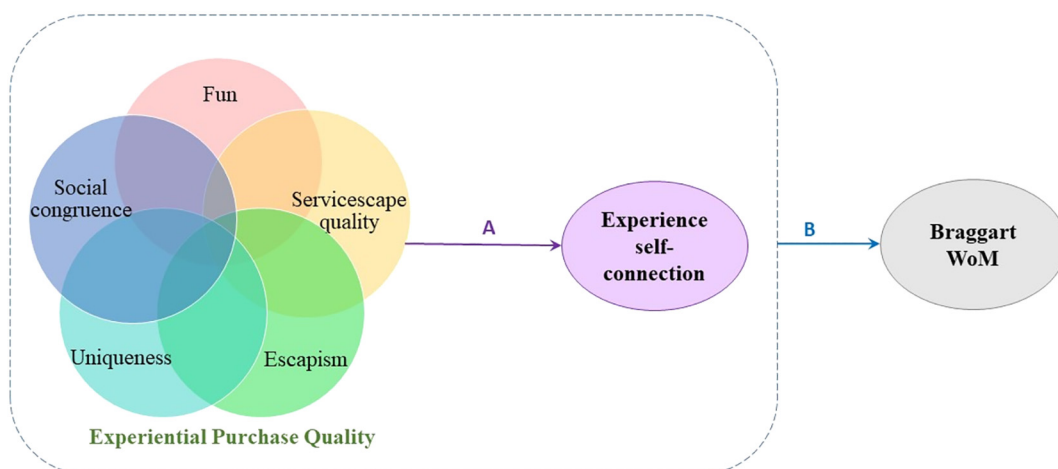 Fun
Social
congruence
Servicescape
quality
Uniqueness
Escapism
Experiential Purchase Quality
A
Experience
self-
connection
B
Braggart
WoM